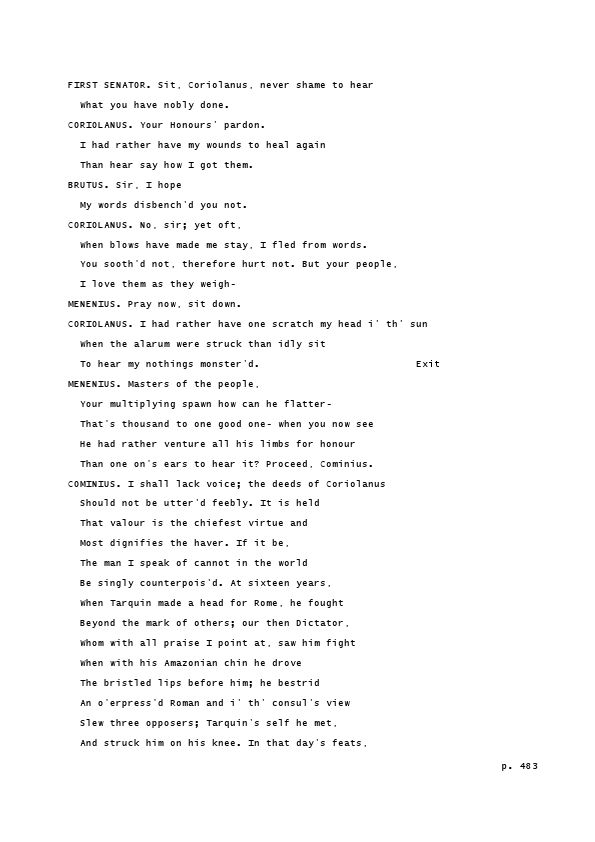 FIRST SENATOR. Sit, Coriolanus, never shame to hear
What you have nobly done.
CORIOLANUS. Your Honours' pardon.
I had rather have my wounds to heal again
Than hear say how I got them.
BRUTUS. Sir, I hope
My words disbench'd you not.
CORIOLANUS. No, sir; yet oft,
When blows have made me stay, I fled from words.
You sooth'd not, therefore hurt not. But your people,
I love them as they weigh-
MENENIUS. Pray now, sit down.
CORIOLANUS. I had rather have one scratch my head i' th' sun
When the alarum were struck than idly sit
To hear my nothings monster'd. Exit
MENENIUS. Masters of the people,
Your multiplying spawn how can he flatter-
That's thousand to one good one- when you now see
He had rather venture all his limbs for honour
Than one on's ears to hear it? Proceed, Cominius.
COMINIUS. I shall lack voice; the deeds of Coriolanus
Should not be utter'd feebly. It is held
That valour is the chiefest virtue and
Most dignifies the haver. If it be,
The man I speak of cannot in the world
Be singly counterpois'd. At sixteen years,
When Tarquin made a head for Rome, he fought
Beyond the mark of others; our then Dictator,
Whom with all praise I point at, saw him fight
When with his Amazonian chin he drove
The bristled lips before him; he bestrid
An o'erpress'd Roman and i' th' consul's view
Slew three opposers; Tarquin's self he met,
And struck him on his knee. In that day's feats,
p. 483